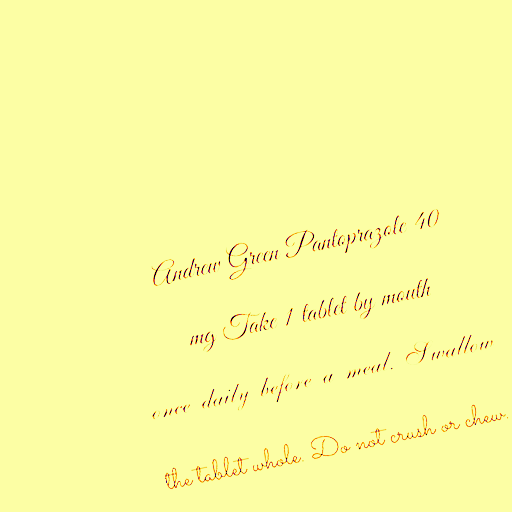 Andrew Green Pantoprazole 40
mg Take 1 tablet by mouth
once daily before a meal. Swallow
the tablet whole. Do not crush or chew.